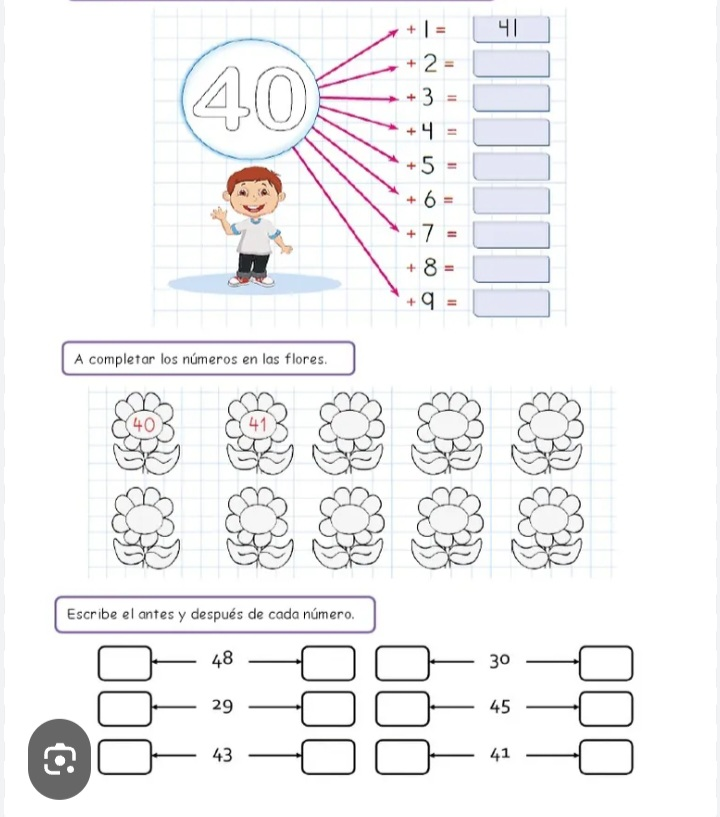 40
+ 1 = 41
+ 2 =
+ 3 =
+ 4 =
+ 5 =
+ 6 =
+ 7 =
+ 8 =
+ 9 =
A completar los números en las flores.
40 41
Escribe el antes y después de cada número.
48 30
29 45
43 41